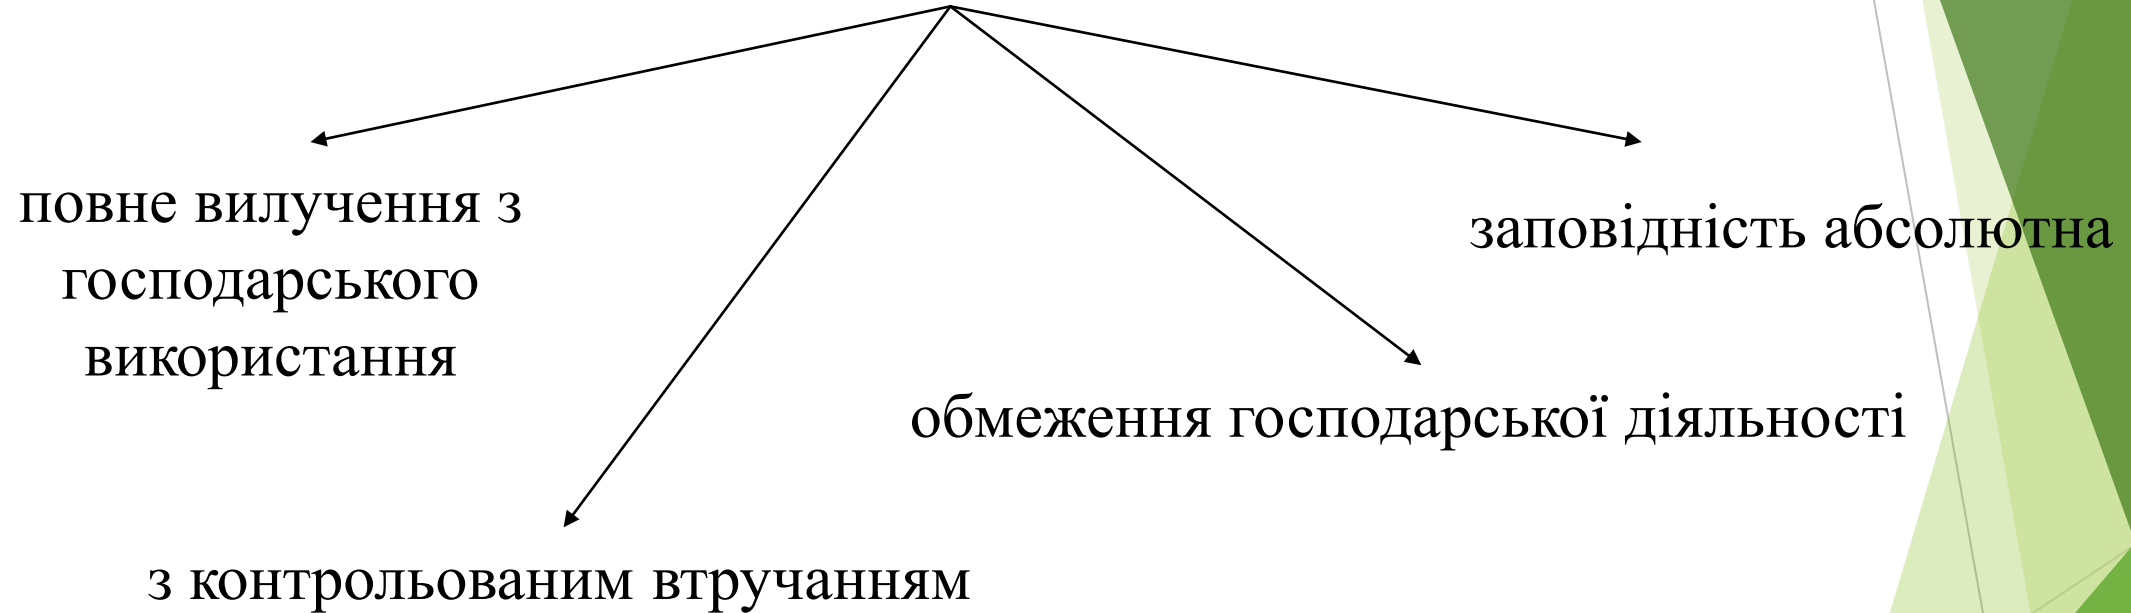 повне вилучення з
господарського
використання
заповідність абсолютна
обмеження господарської діяльності
з контрольованим втручанням